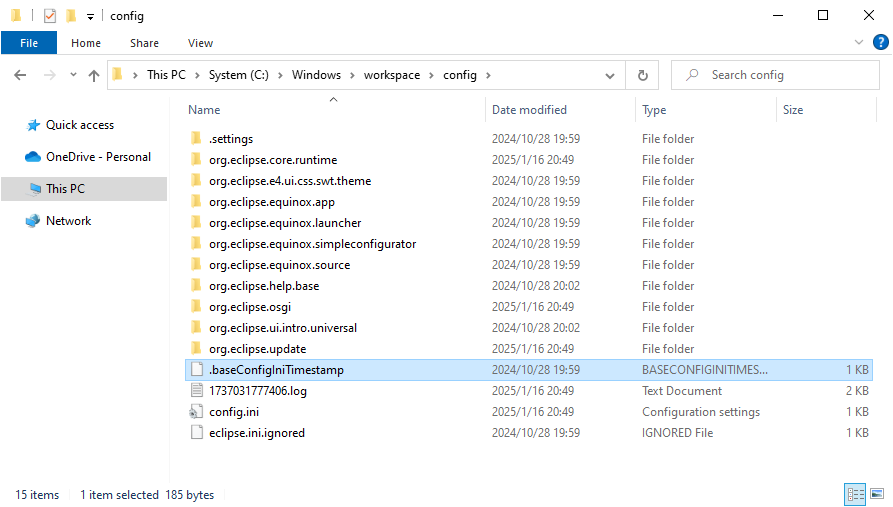 config
File Home Share View
This PC System (C:) Windows workspace config Search config
Name Date modified Type Size
Quick access
OneDrive - Personal
This PC
Network
.settings 2024/10/28 19:59 File folder
org.eclipse.core.runtime 2025/1/16 20:49 File folder
org.eclipse.e4.ui.css.swt.theme 2024/10/28 19:59 File folder
org.eclipse.equinox.app 2024/10/28 19:59 File folder
org.eclipse.equinox.launcher 2024/10/28 19:59 File folder
org.eclipse.equinox.simpleconfigurator 2024/10/28 19:59 File folder
org.eclipse.equinox.source 2024/10/28 19:59 File folder
org.eclipse.help.base 2024/10/28 20:02 File folder
org.eclipse.osgi 2025/1/16 20:49 File folder
org.eclipse.ui.intro.universal 2024/10/28 20:02 File folder
org.eclipse.update 2025/1/16 20:49 File folder
.baseConfigIniTimestamp 2024/10/28 19:59 BASECONFIGINITIMES... 1 KB
1737031777406.log 2025/1/16 20:49 Text Document 2 KB
config.ini 2025/1/16 20:49 Configuration settings 1 KB
eclipse.ini.ignored 2024/10/28 19:59 IGNORED File 1 KB
15 items 1 item selected 185 bytes